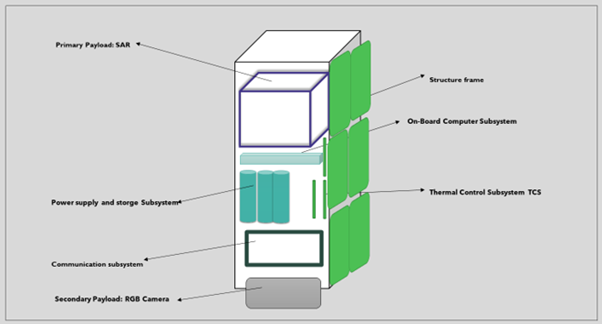 Primary Payload: SAR
Structure frame
On-Board Computer Subsystem
Power supply and storge Subsystem
Thermal Control Subsystem TCS
Communication subsystem
Secondary Payload: RGB Camera